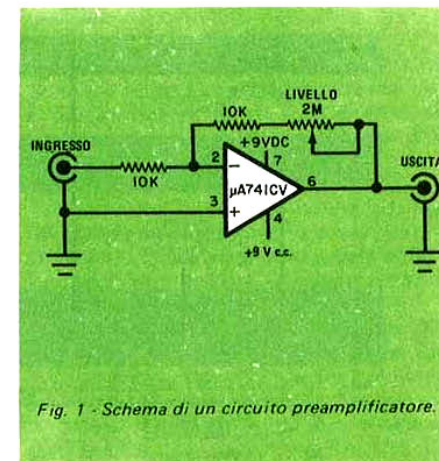 LIVELLO
10K 2M
+9VDC
INGRESSO
2 − 7
USCITA
10K
µA741CV 6
3 +
4
+9 V c.c.
Fig. 1 - Schema di un circuito preamplificatore.